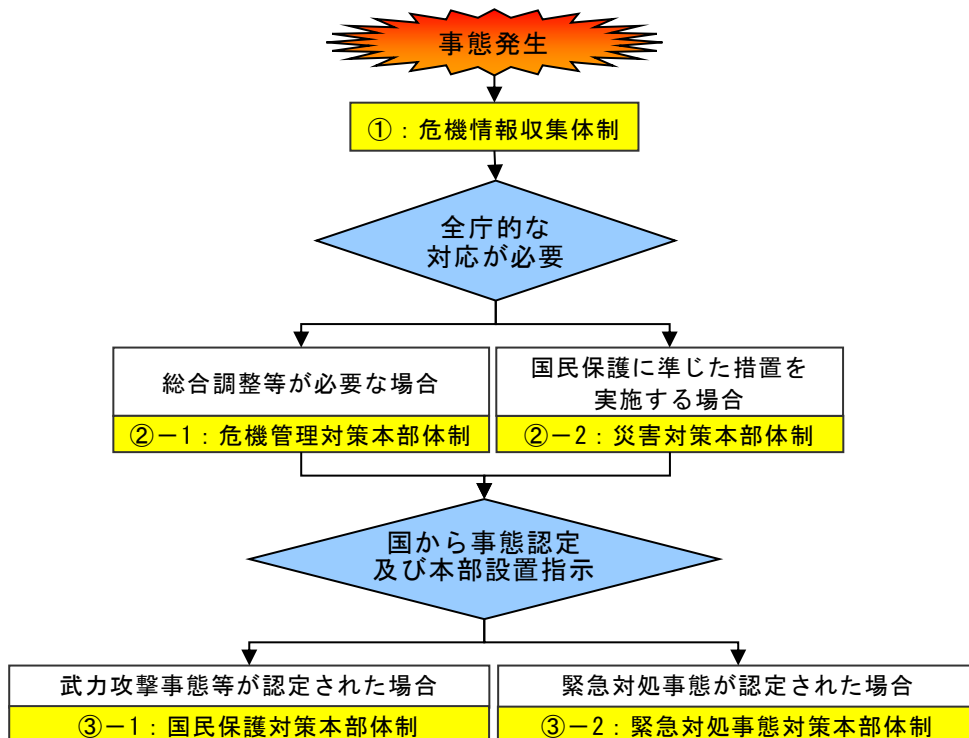 事態発生
①：危機情報収集体制
全庁的な
対応が必要
総合調整等が必要な場合
②－1：危機管理対策本部体制
国民保護に準じた措置を
実施する場合
②－2：災害対策本部体制
国から事態認定
及び本部設置指示
武力攻撃事態等が認定された場合
③－1：国民保護対策本部体制
緊急対処事態が認定された場合
③－2：緊急対処事態対策本部体制